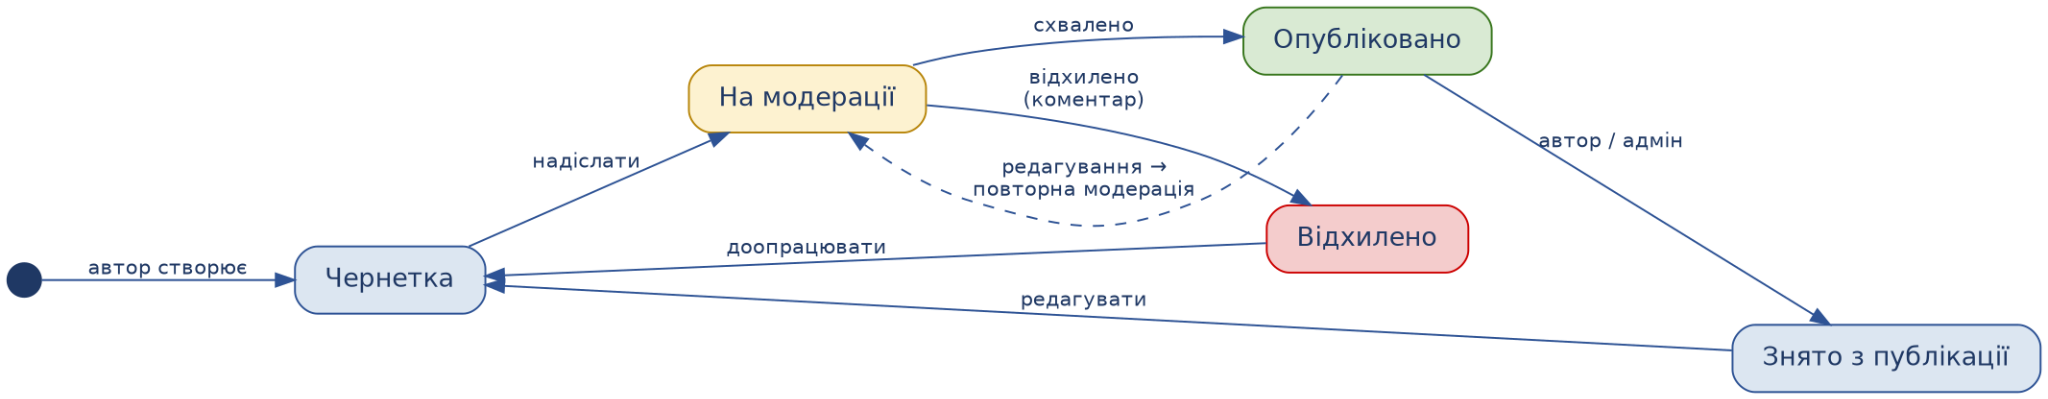 схвалено
Опубліковано
На модерації
відхилено
(коментар)
автор / адмін
надіслати
редагування →
повторна модерація
Відхилено
доопрацювати
автор створює
Чернетка
редагувати
Знято з публікації